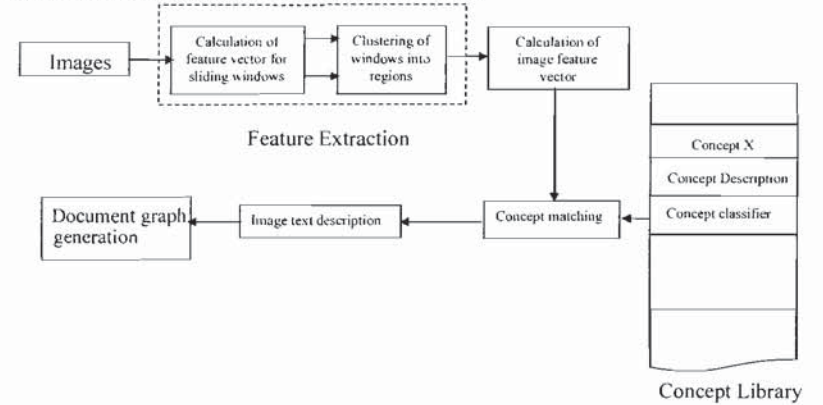 Images
Calculation of
feature vector for
sliding windows
Clustering of
windows into
regions
Calculation of
image feature
vector
Feature Extraction
Concept X
Concept Description
Concept classifier
Concept matching
Image text description
Document graph
generation
Concept Library